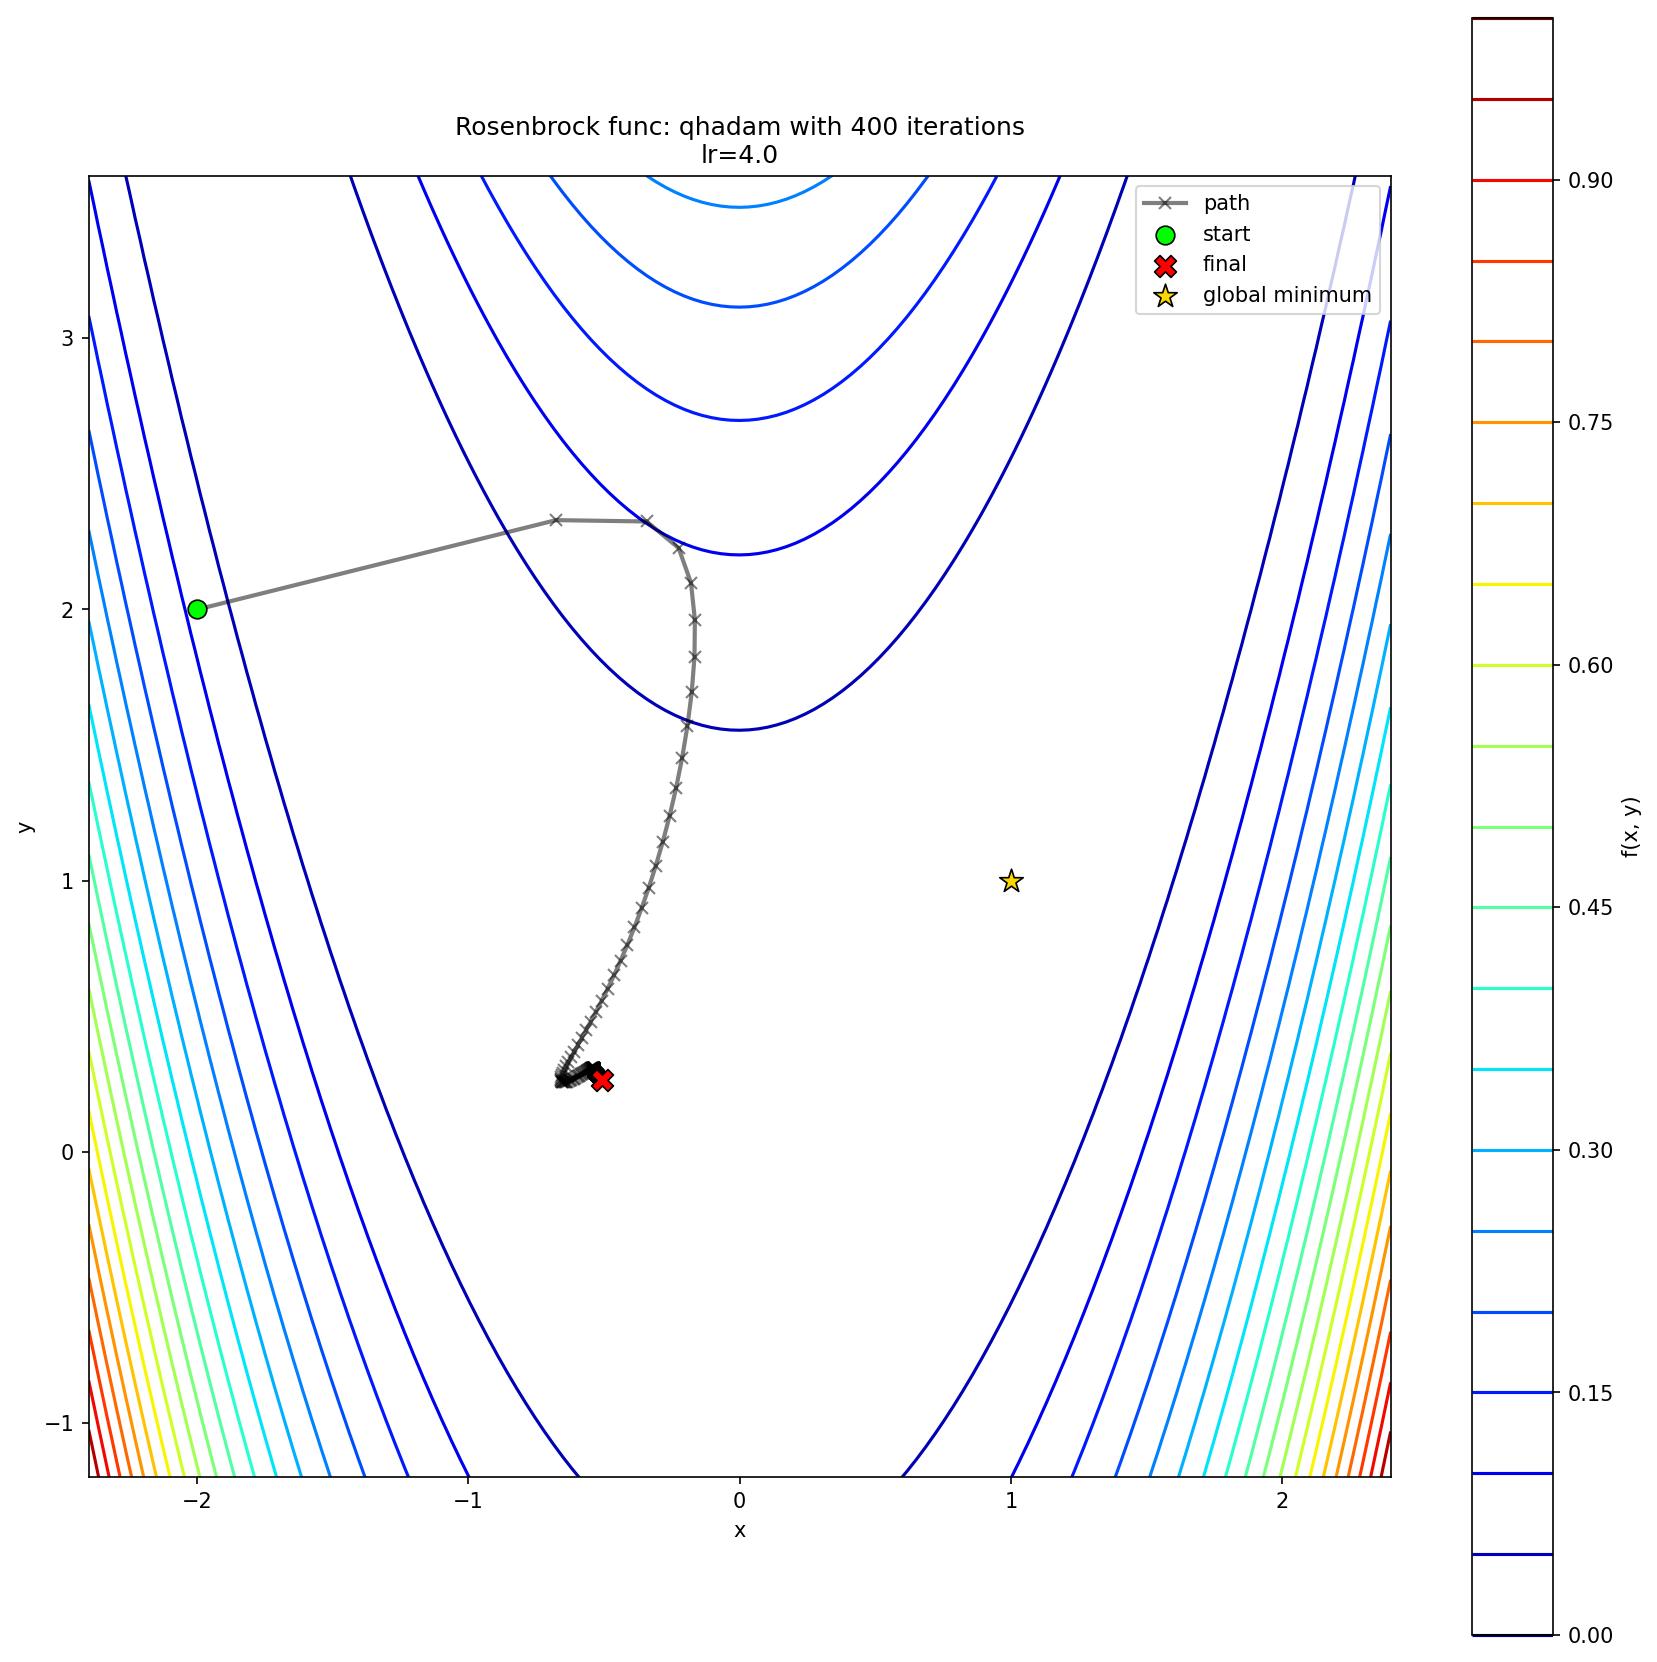 Rosenbrock func: qhadam with 400 iterations
lr=4.0
path
start
final
global minimum
y
3
2
1
0
−1
−2
−1
0
1
2
x
0.90
0.75
0.60
0.45
0.30
0.15
0.00
f(x, y)